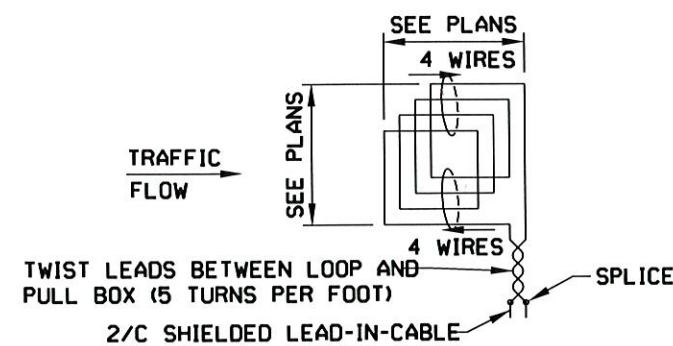 SEE PLANS
4 WIRES
SEE PLANS
TRAFFIC
FLOW
4 WIRES
TWIST LEADS BETWEEN LOOP AND
PULL BOX (5 TURNS PER FOOT)
SPLICE
2/C SHIELDED LEAD-IN-CABLE